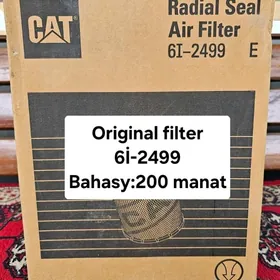 CAT
Radial Seal
Air Filter
6I-2499 E
Original filter
6İ-2499
Bahasy:200 manat